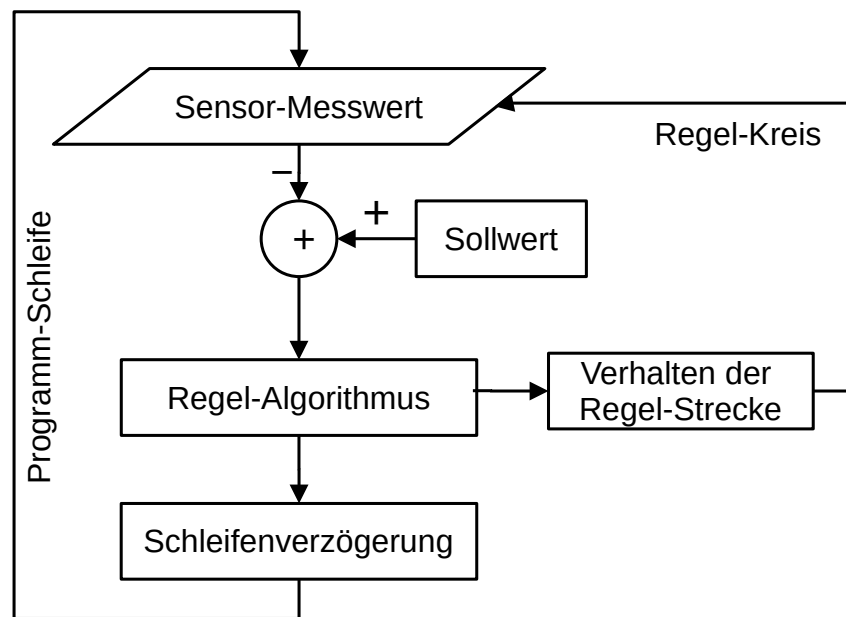 Sensor-Messwert
Regel-Kreis
−
+
+
Sollwert
Programm-Schleife
Regel-Algorithmus
Verhalten der
Regel-Strecke
Schleifenverzögerung